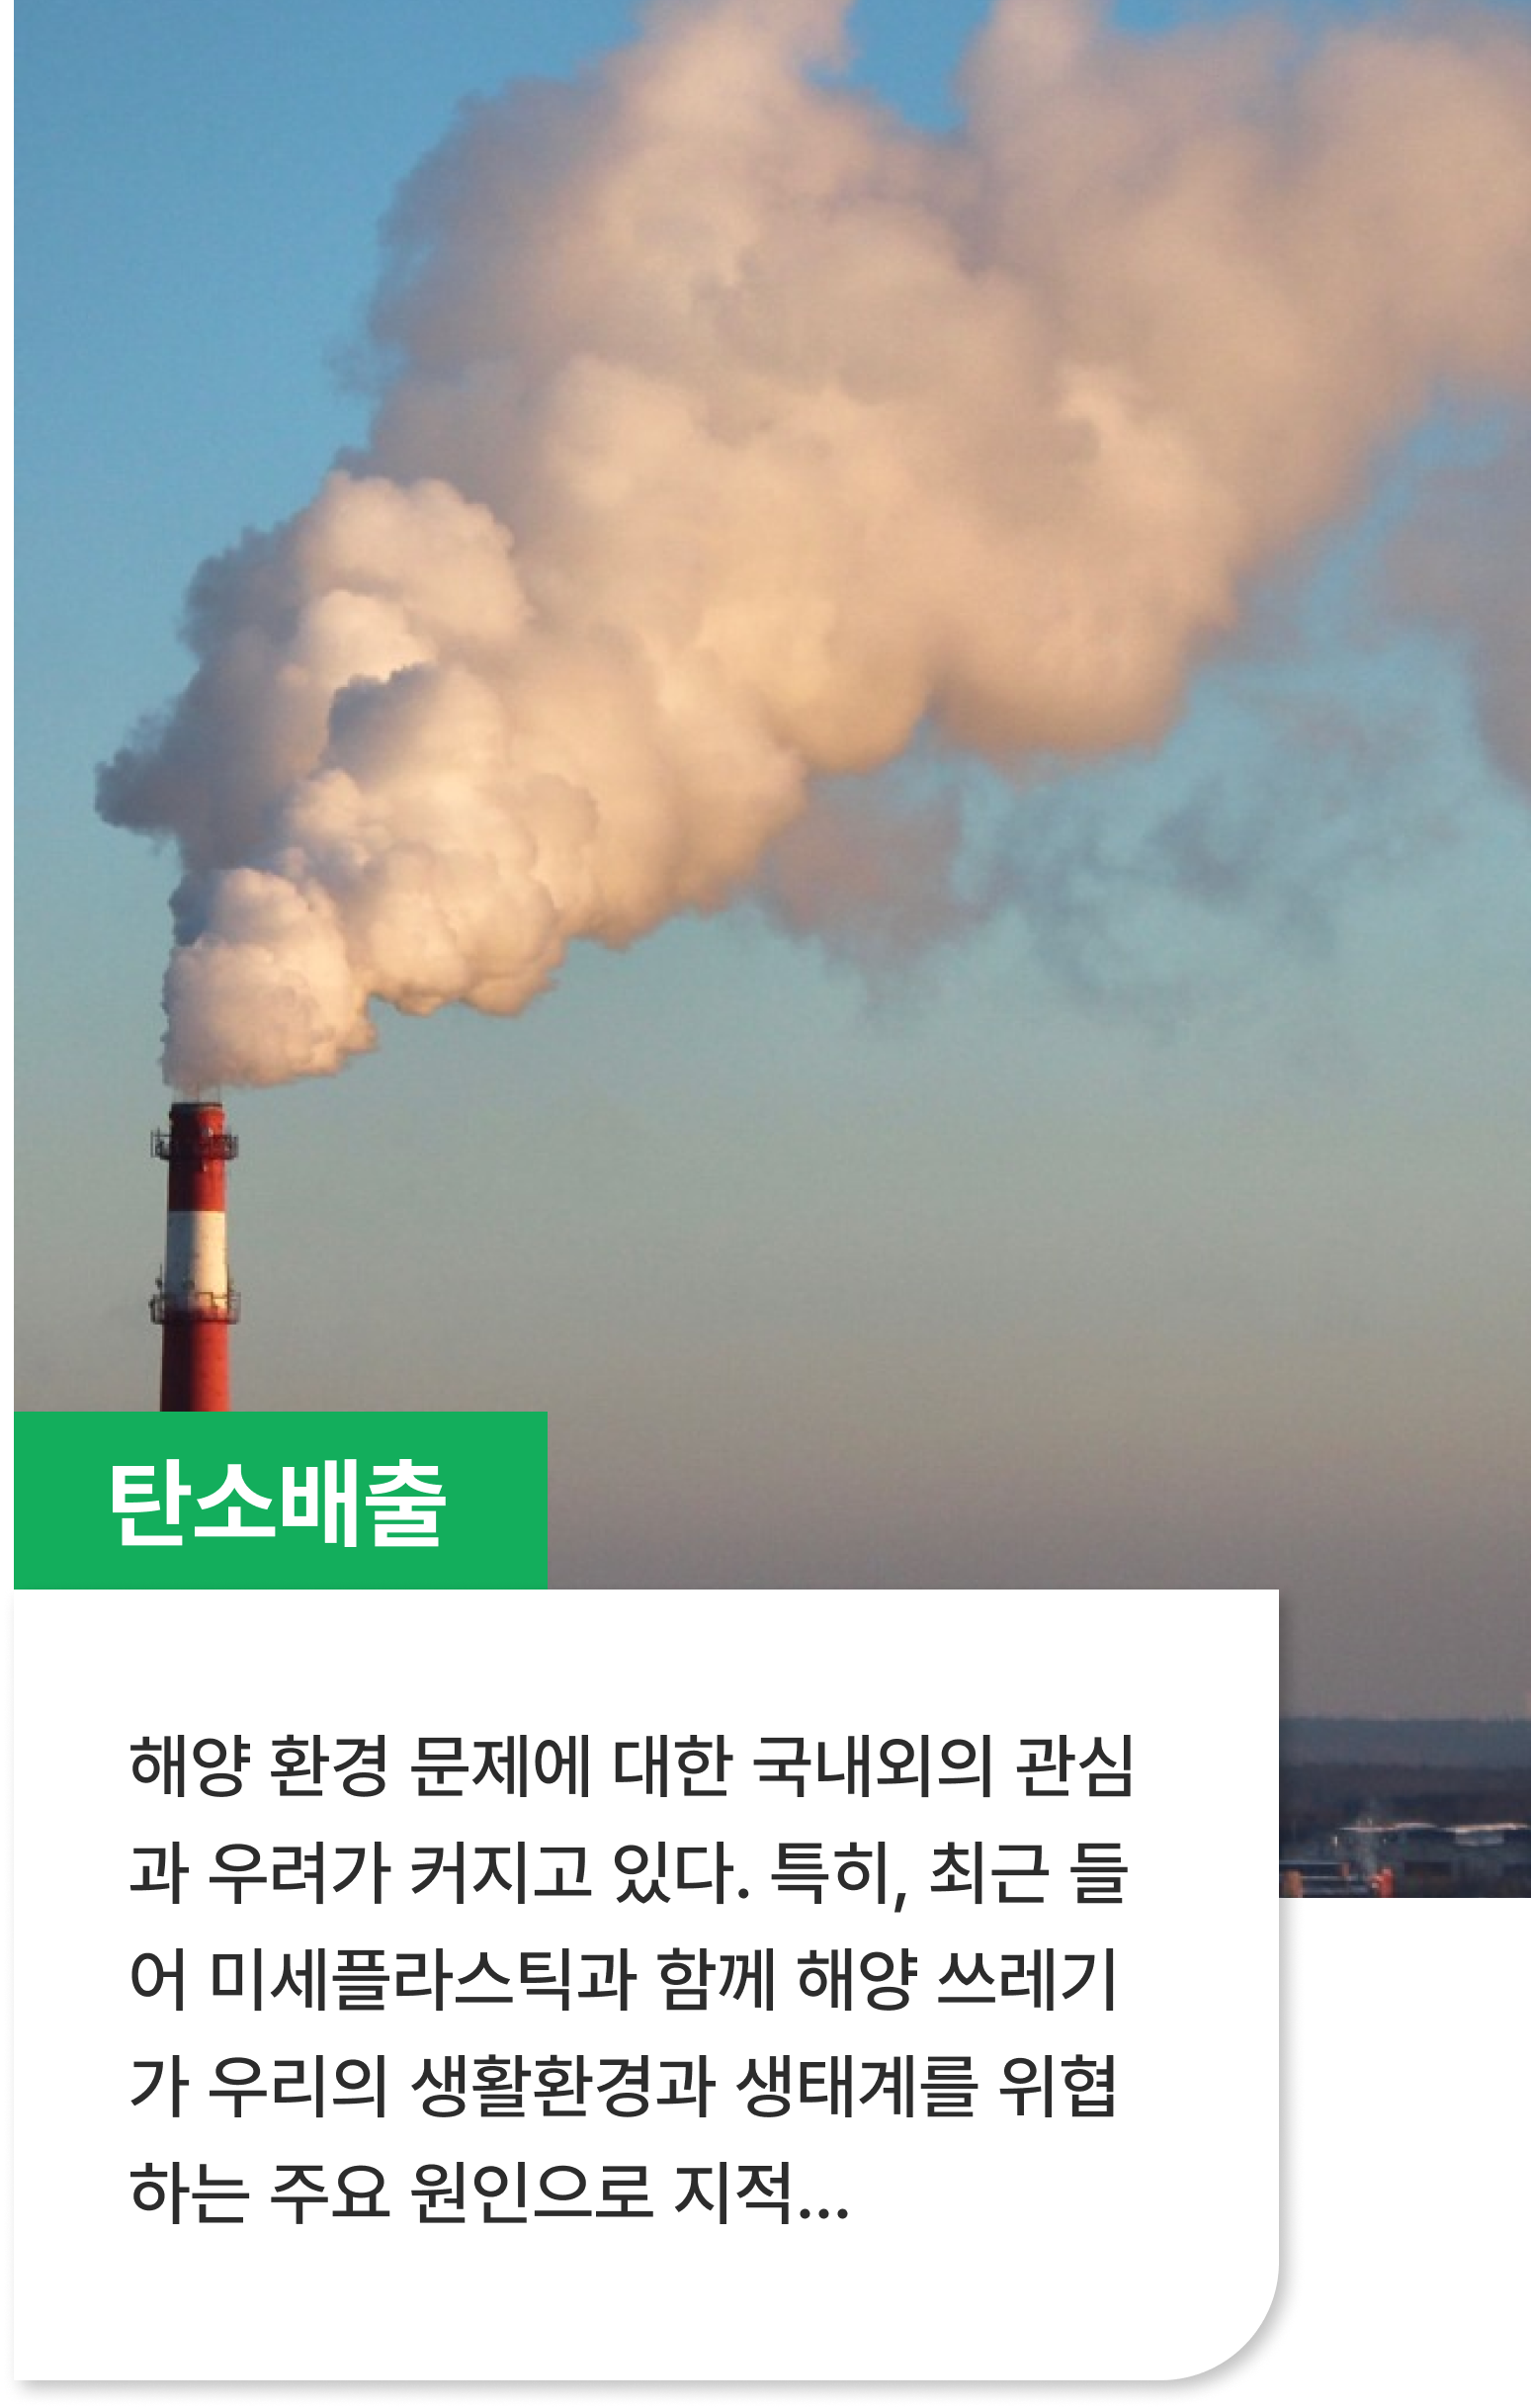 탄소배출
해양 환경 문제에 대한 국내외의 관심
과 우려가 커지고 있다. 특히, 최근 들
어 미세플라스틱과 함께 해양 쓰레기
가 우리의 생활환경과 생태계를 위협
하는 주요 원인으로 지적...